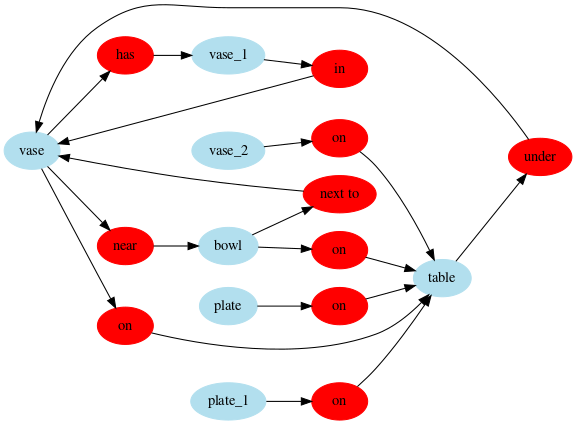 has
vase_1
in
vase
vase_2
on
under
next to
near
bowl
on
table
plate
on
on
plate_1
on